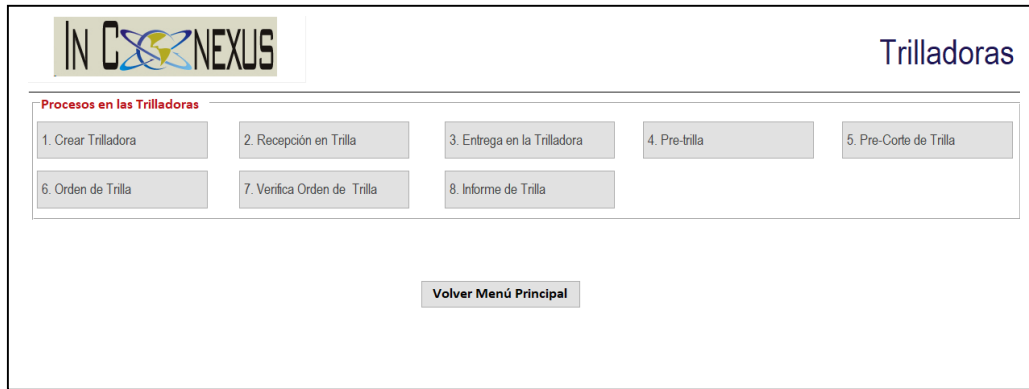 IN CONEXUS
Trilladoras
Procesos en las Trilladoras
1. Crear Trilladora
2. Recepción en Trilla
3. Entrega en la Trilladora
4. Pre-trilla
5. Pre-Corte de Trilla
6. Orden de Trilla
7. Verifica Orden de Trilla
8. Informe de Trilla
Volver Menú Principal